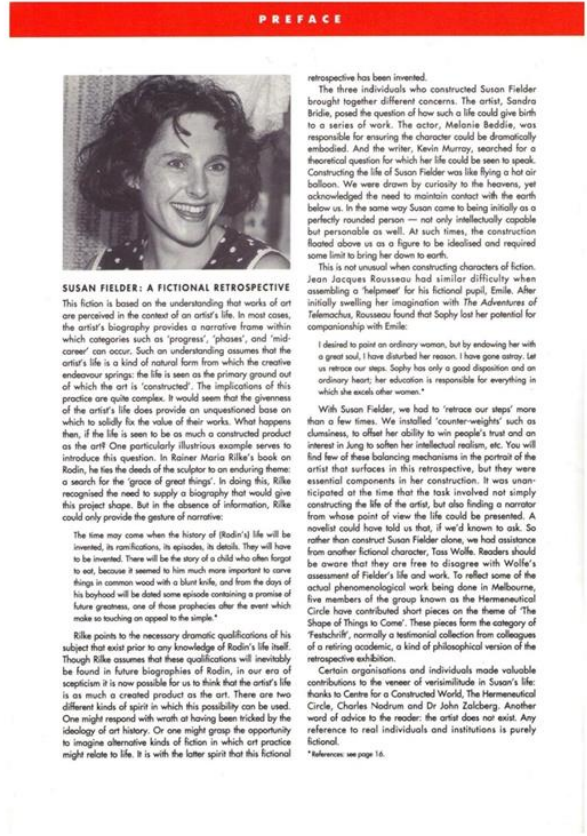 PREFACE
SUSAN FIELDER: A FICTIONAL RETROSPECTIVE
This fiction is based on the understanding that works of art
are perceived in the context of an artist's life. In most cases,
the artist's biography provides a narrative frame within
which categories such as 'progress', 'phases', and 'mid-
career' can occur. Such an understanding assumes that the
artist's life is a kind of natural form from which the creative
endeavour springs: the life is seen as the primary ground out
of which the art is 'constructed'. The implications of this
practice are quite complex. It would seem that the givenness
of the artist's life does provide an unquestioned base on
which to solidly fix the value of their works. What happens
then, if the life is seen to be as much a constructed product
as the art? One particularly illustrious example serves to
introduce this question. In Rainer Maria Rilke's book on
Rodin, he ties the deeds of the sculptor to an enduring theme:
a search for the 'grace of great things'. In doing this, Rilke
recognised the need to supply a biography that would give
this project shape. But in the absence of information, Rilke
could only provide the gesture of narrative:
The time may come when the history of (Rodin's) life will be
invented, its ramifications, its episodes, its details. They will have
to be invented. There will be the story of a child who often forgot
to eat, because it seemed to him much more important to carve
things in common wood with a blunt knife, and from the days of
his boyhood will be dated some episode containing a promise of
future greatness, one of those prophecies after the event which
make so touching an appeal to the simple.*
Rilke points to the necessary dramatic qualifications of his
subject that exist prior to any knowledge of Rodin's life itself.
Though Rilke assumes that these qualifications will inevitably
be found in future biographies of Rodin, in our era of
scepticism it is now possible for us to think that the artist's life
is as much a created product as the art. There are two
different kinds of spirit in which this possibility can be used.
One might respond with wrath at having been tricked by the
ideology of art history. Or one might grasp the opportunity
to imagine alternative kinds of fiction in which art practice
might relate to life. It is with the latter spirit that this fictional
retrospective has been invented.
The three individuals who constructed Susan Fielder
brought together different concerns. The artist, Sandra
Bridie, posed the question of how such a life could give birth
to a series of work. The actor, Melanie Beddie, was
responsible for ensuring the character could be dramatically
embodied. And the writer, Kevin Murray, searched for a
theoretical question for which her life could be seen to speak.
Constructing the life of Susan Fielder was like flying a hot air
balloon. We were drawn by curiosity to the heavens, yet
acknowledged the need to maintain contact with the earth
below us. In the same way Susan came to being initially as a
perfectly rounded person — not only intellectually capable
but personable as well. At such times, the construction
floated above us as a figure to be idealised and required
some limit to bring her down to earth.
This is not unusual when constructing characters of fiction.
Jean Jacques Rousseau had similar difficulty when
assembling a 'helpmeet' for his fictional pupil, Emile. After
initially swelling her imagination with The Adventures of
Telemachus, Rousseau found that Sophy lost her potential for
companionship with Emile:
I desired to paint an ordinary woman, but by endowing her with
a great soul, I have disturbed her reason. I have gone astray. Let
us retrace our steps. Sophy has only a good disposition and an
ordinary heart; her education is responsible for everything in
which she excels other women.*
With Susan Fielder, we had to 'retrace our steps' more
than a few times. We installed 'counter-weights' such as
clumsiness, to offset her ability to win people's trust and an
interest in Jung to soften her intellectual realism, etc. You will
find few of these balancing mechanisms in the portrait of the
artist that surfaces in this retrospective, but they were
essential components in her construction. It was unan-
ticipated at the time that the task involved not simply
constructing the life of the artist, but also finding a narrator
from whose point of view the life could be presented. A
novelist could have told us that, if we'd known to ask. So
rather than construct Susan Fielder alone, we had assistance
from another fictional character, Tass Wolfe. Readers should
be aware that they are free to disagree with Wolfe's
assessment of Fielder's life and work. To reflect some of the
actual phenomenological work being done in Melbourne,
five members of the group known as the Hermeneutical
Circle have contributed short pieces on the theme of 'The
Shape of Things to Come'. These pieces form the category of
'Festschrift', normally a testimonial collection from colleagues
of a retiring academic, a kind of philosophical version of the
retrospective exhibition.
Certain organisations and individuals made valuable
contributions to the veneer of verisimilitude in Susan's life:
thanks to Centre for a Constructed World, The Hermeneutical
Circle, Charles Nodrum and Dr John Zalcberg. Another
word of advice to the reader: the artist does not exist. Any
reference to real individuals and institutions is purely
fictional.
*References: see page 16.